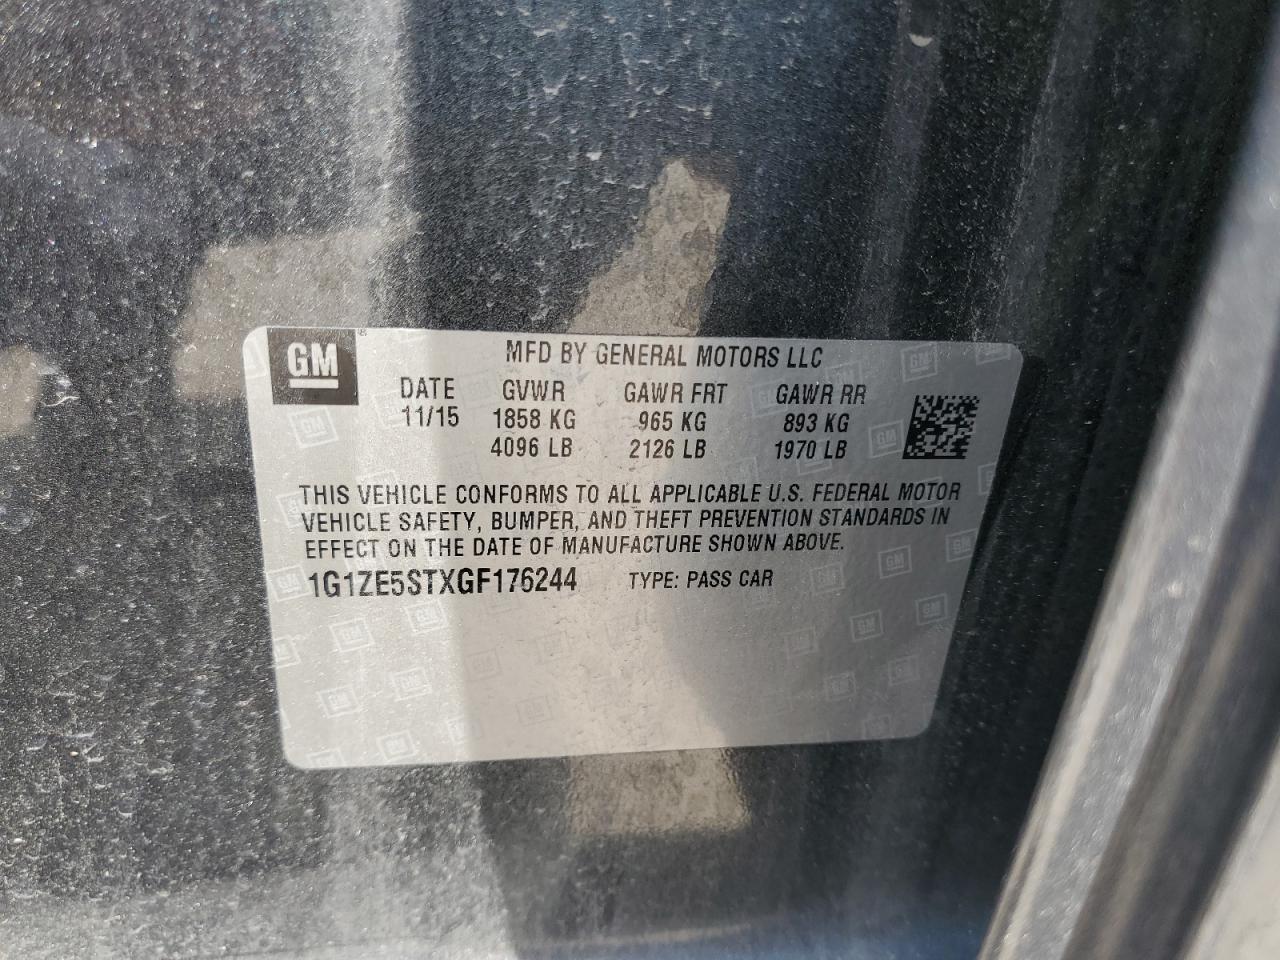 GM
MFD BY GENERAL MOTORS LLC
DATE GVWR GAWR FRT GAWR RR
11/15 1858 KG 965 KG 893 KG
4096 LB 2126 LB 1970 LB
THIS VEHICLE CONFORMS TO ALL APPLICABLE U.S. FEDERAL MOTOR
VEHICLE SAFETY, BUMPER, AND THEFT PREVENTION STANDARDS IN
EFFECT ON THE DATE OF MANUFACTURE SHOWN ABOVE.
1G1ZE5STXGF176244 TYPE: PASS CAR